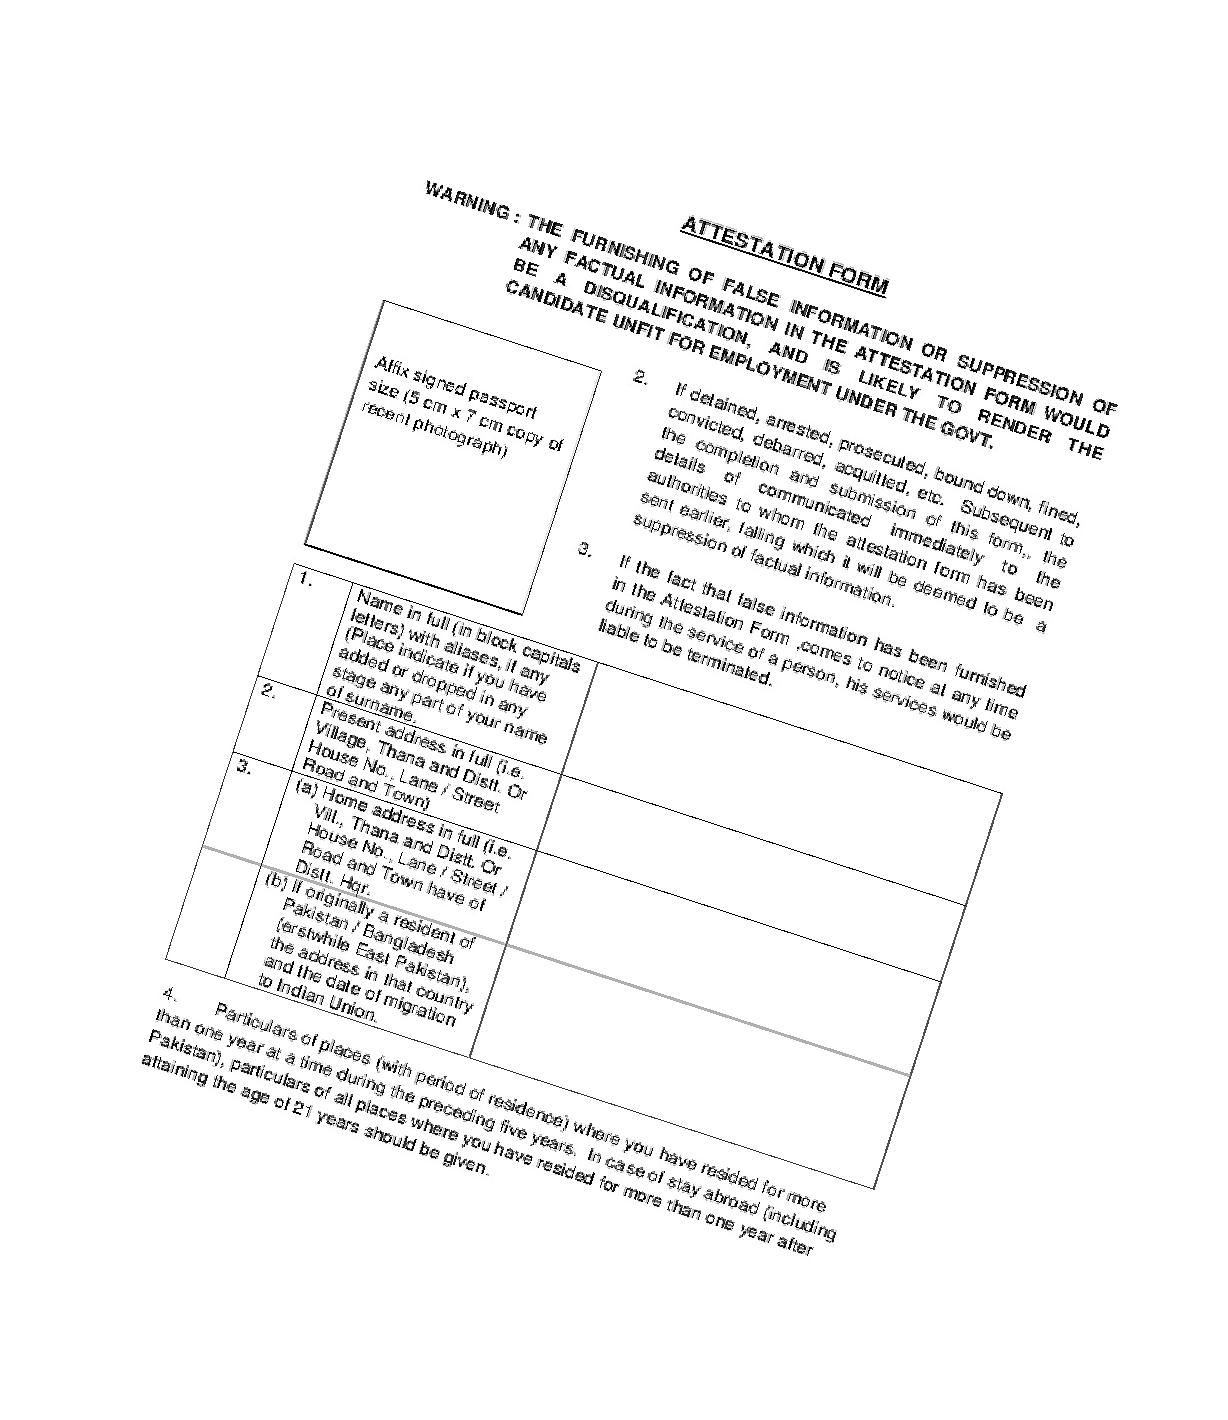 ATTESTATION FORM
WARNING : THE FURNISHING OF FALSE INFORMATION OR SUPPRESSION OF
ANY FACTUAL INFORMATION IN THE ATTESTATION FORM WOULD
BE A DISQUALIFICATION, AND IS LIKELY TO RENDER THE
CANDIDATE UNFIT FOR EMPLOYMENT UNDER THE GOVT.
Affix signed passport
size (5 cm x 7 cm copy of
recent photograph)
2. If detained, arrested, prosecuted, bound down, fined,
convicted, debarred, acquitted, etc. Subsequent to
the completion and submission of this form,, the
details of communicated immediately to the
authorities to whom the attestation form has been
sent earlier, failing which it will be deemed to be a
suppression of factual information.
3. If the fact that false information has been furnished
in the Attestation Form ,comes to notice at any time
during the service of a person, his services would be
liable to be terminated.
1. Name in full (in block capitals
letters) with aliases, if any
(Place indicate if you have
added or dropped in any
stage any part of your name
of surname.
2. Present address in full (i.e.
Village, Thana and Distt. Or
House No., Lane / Street
Road and Town)
3. (a) Home address in full (i.e.
Vill., Thana and Distt. Or
House No., Lane / Street /
Road and Town have of
Distt. Hqr.
(b) If originally a resident of
Pakistan / Bangladesh
(erstwhile East Pakistan),
the address in that country
and the date of migration
to Indian Union.
4. Particulars of places (with period of residence) where you have resided for more
than one year at a time during the preceding five years. In case of stay abroad (including
Pakistan), particulars of all places where you have resided for more than one year after
attaining the age of 21 years should be given.